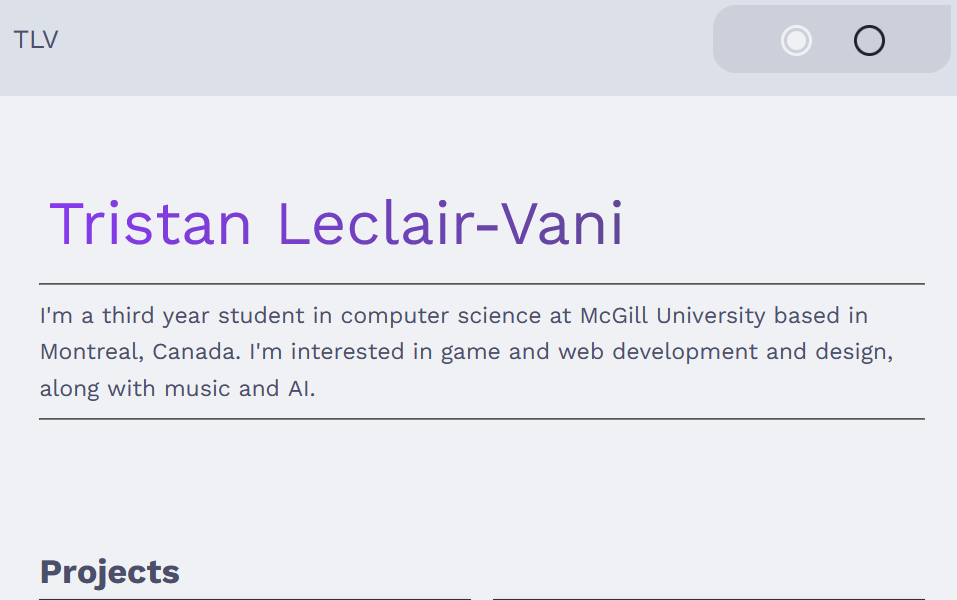 TLV
Tristan Leclair-Vani
I'm a third year student in computer science at McGill University based in
Montreal, Canada. I'm interested in game and web development and design,
along with music and AI.
Projects